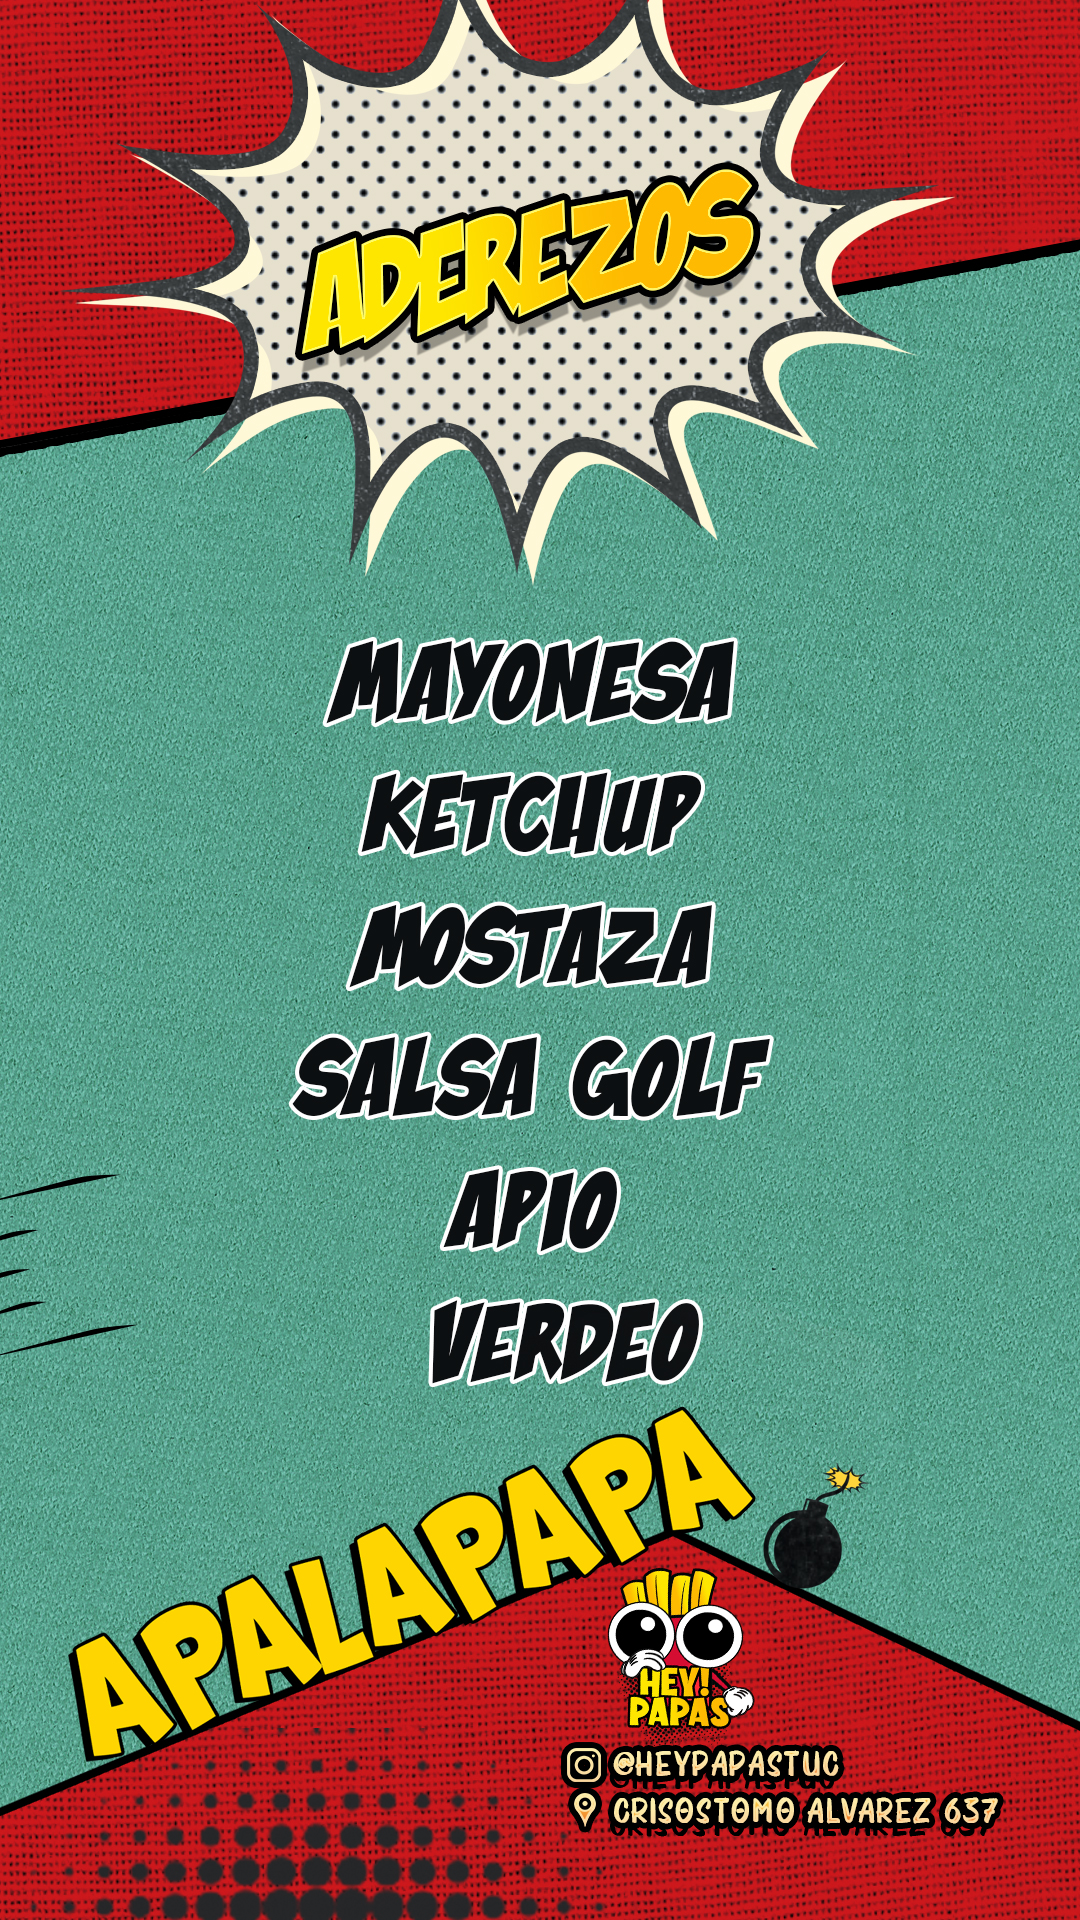 ADEREZOS
MAYONESA
KETCHUP
MOSTAZA
SALSA GOLF
APIO
VERDEO
APALAPAPA
HEY!
PAPAS
@HEYPAPASTUC
CRISOSTOMO ALVAREZ 637